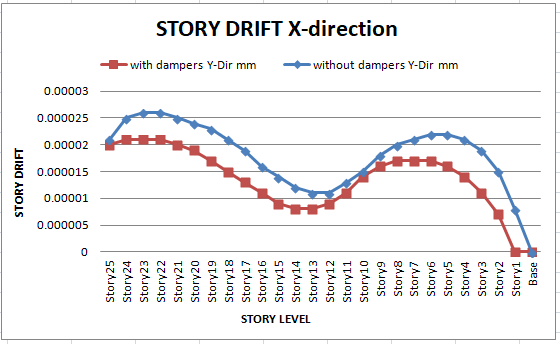 STORY DRIFT X-direction
with dampers Y-Dir mm
without dampers Y-Dir mm
STORY DRIFT
0.00003
0.000025
0.00002
0.000015
0.00001
0.000005
0
Story25
Story24
Story23
Story22
Story21
Story20
Story19
Story18
Story17
Story16
Story15
Story14
Story13
Story12
Story11
Story10
Story9
Story8
Story7
Story6
Story5
Story4
Story3
Story2
Story1
Base
STORY LEVEL